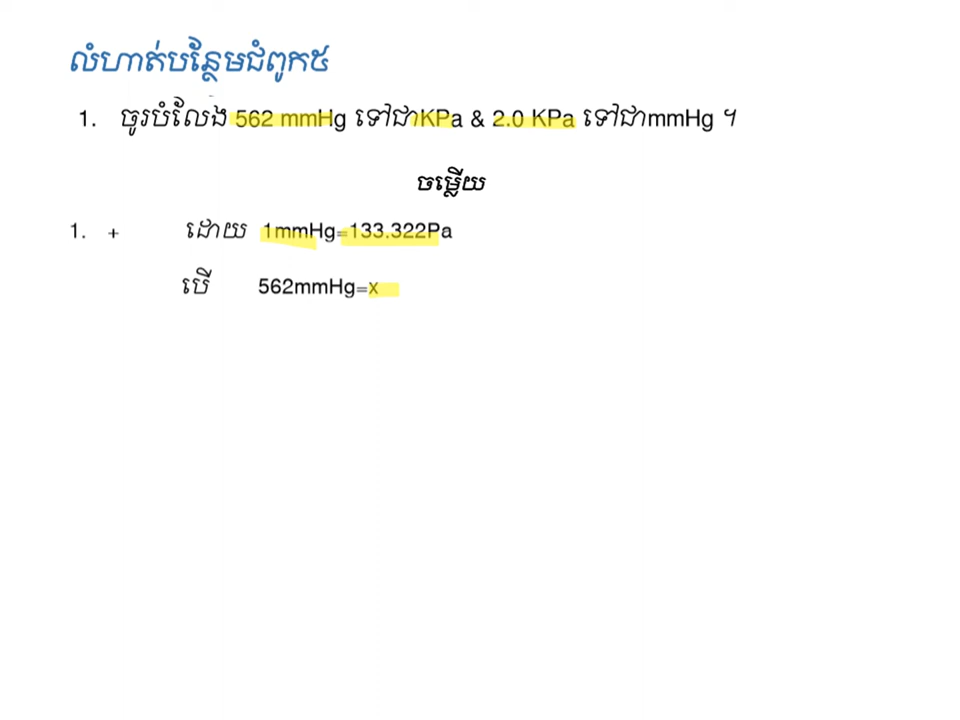 លំហាត់បន្ថែមជំពូក៥
1. ចូរបំលែង 562 mmHg ទៅជាKPa & 2.0 KPa ទៅជាmmHg ។
ចម្លើយ
1. + ដោយ 1mmHg=133.322Pa
បើ 562mmHg=x